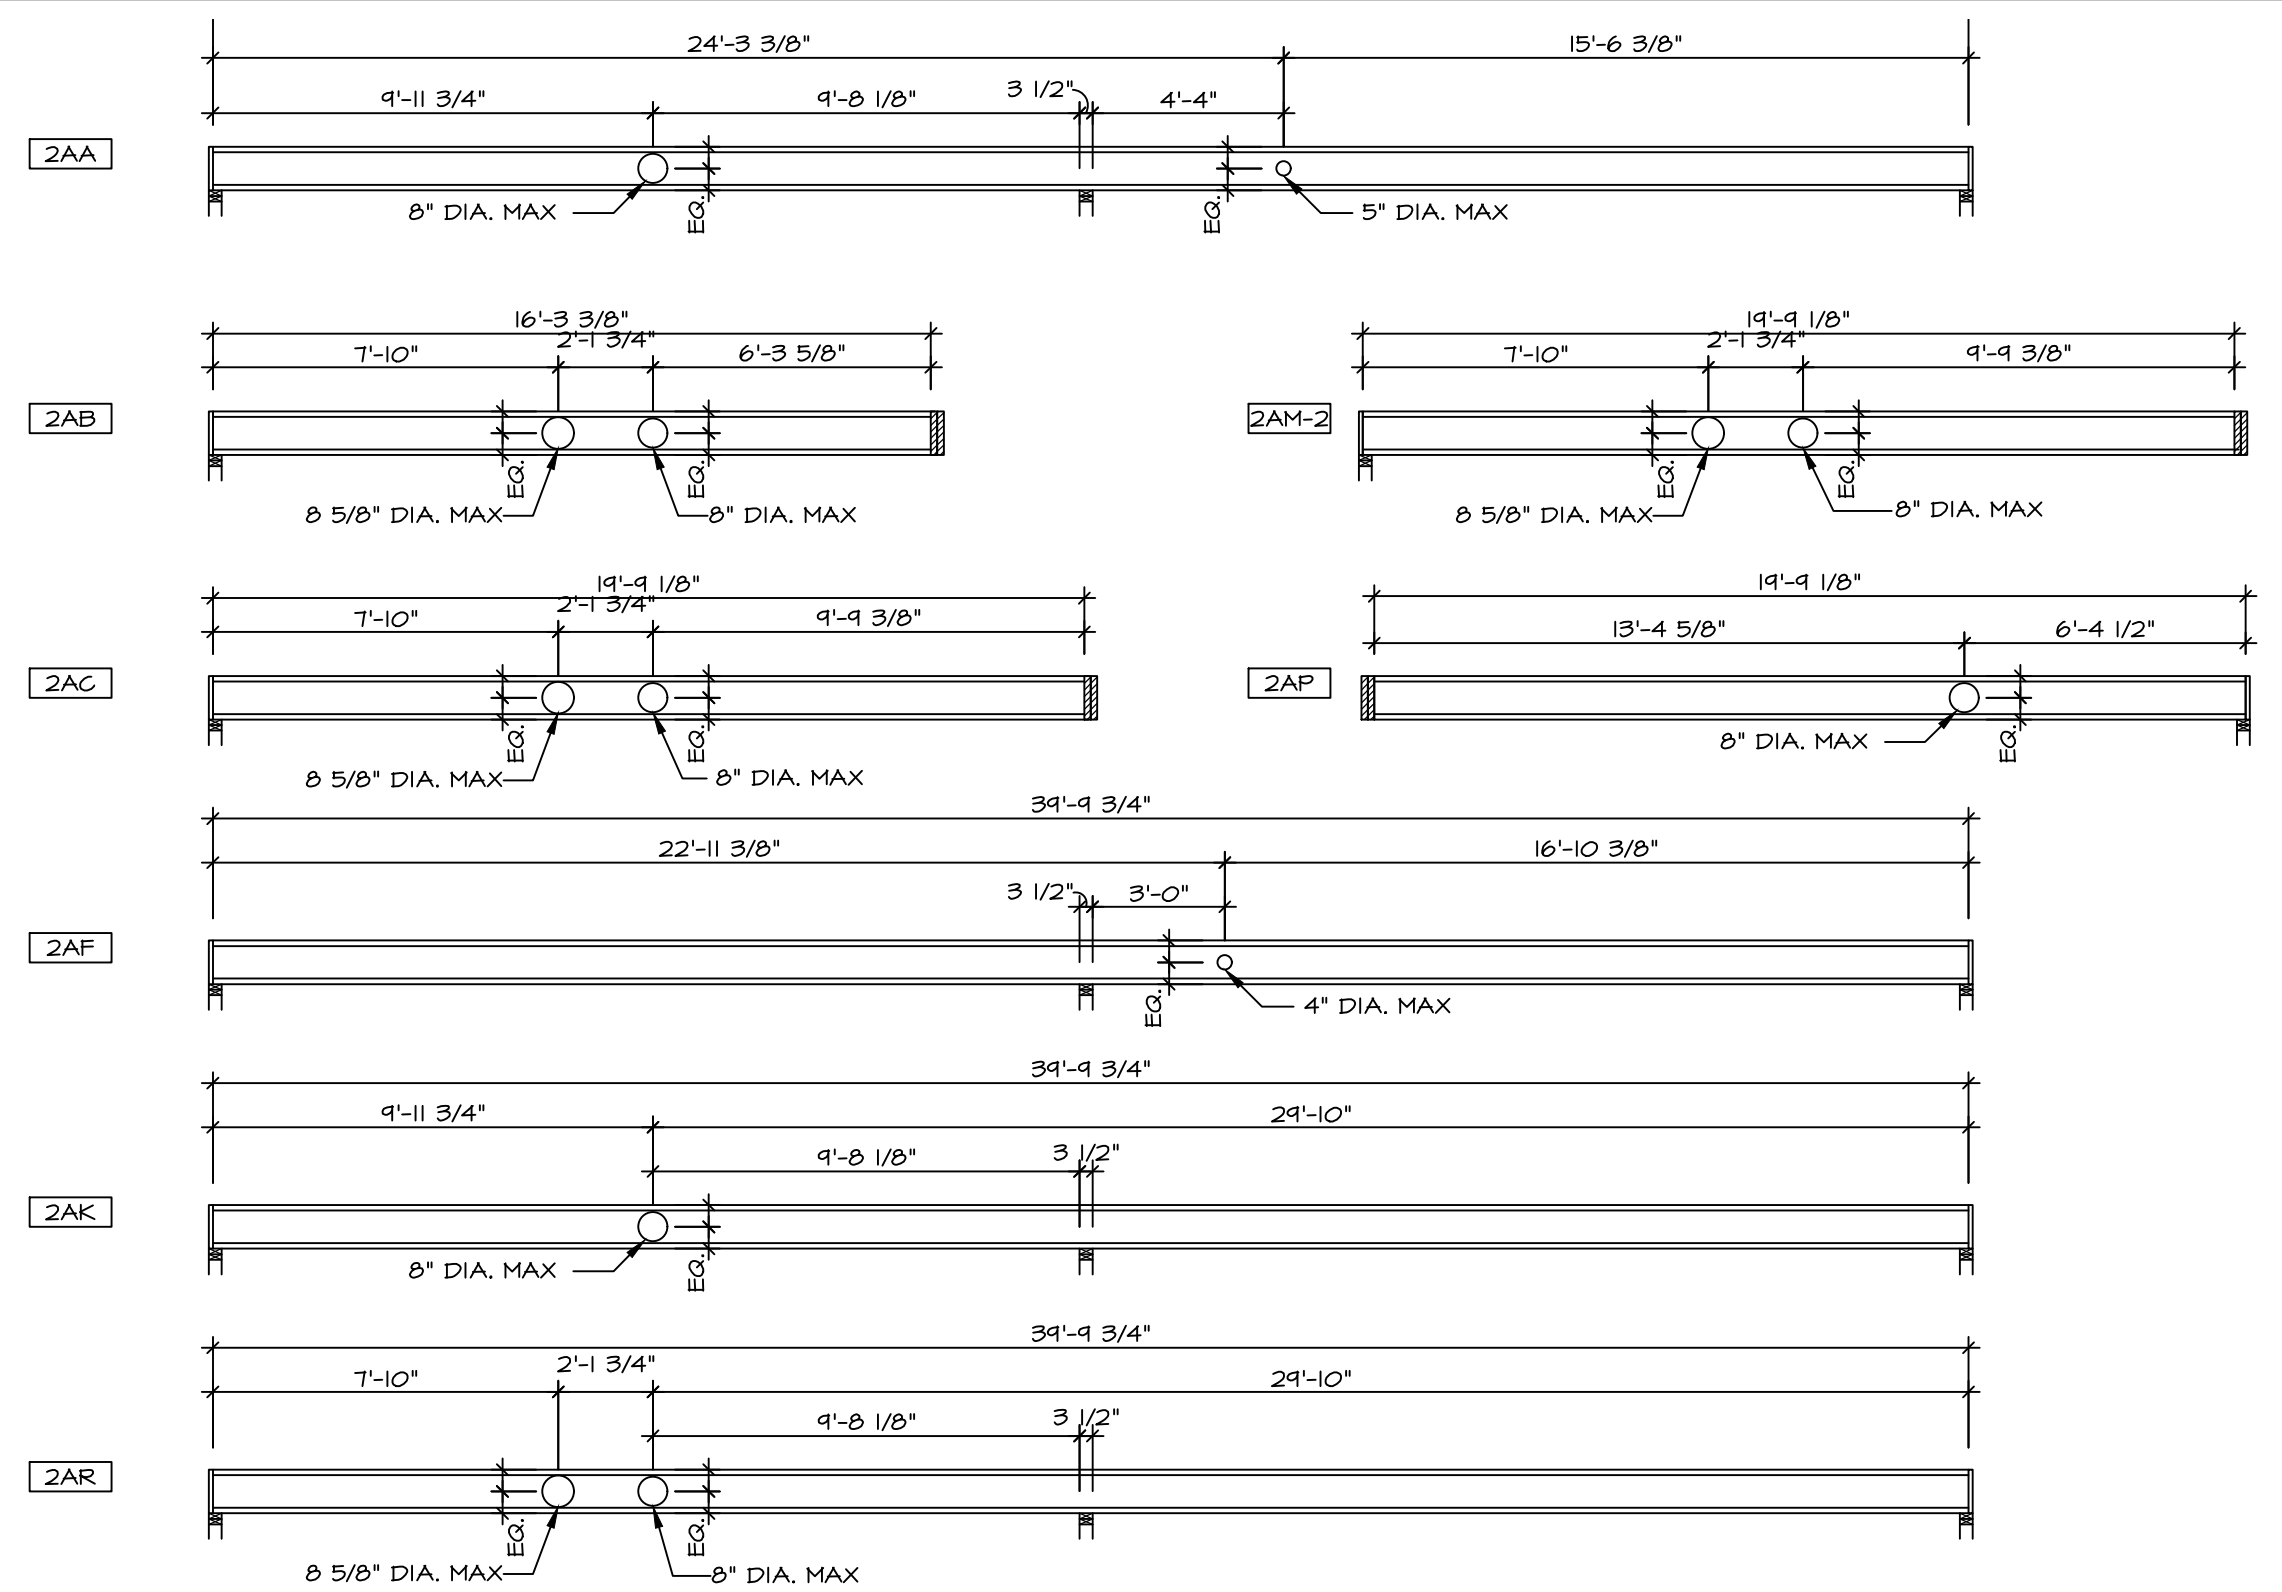 24'-3 3/8" 15'-6 3/8"
9'-11 3/4" 9'-8 1/8" 3 1/2" 4'-4"
2AA
8" DIA. MAX EQ. EQ. 5" DIA. MAX
16'-3 3/8"
7'-10" 2'-1 3/4" 6'-3 5/8"
2AB
EQ. EQ.
8 5/8" DIA. MAX 8" DIA. MAX
19'-9 1/8"
7'-10" 2'-1 3/4" 9'-9 3/8"
2AM-2
EQ. EQ.
8 5/8" DIA. MAX 8" DIA. MAX
19'-9 1/8"
7'-10" 2'-1 3/4" 9'-9 3/8"
2AC
EQ. EQ.
8 5/8" DIA. MAX 8" DIA. MAX
19'-9 1/8"
13'-4 5/8" 6'-4 1/2"
2AP
8" DIA. MAX EQ.
39'-9 3/4"
22'-11 3/8" 16'-10 3/8"
3 1/2" 3'-0"
2AF
EQ. 4" DIA. MAX
39'-9 3/4"
9'-11 3/4" 29'-10"
9'-8 1/8" 3 1/2"
2AK
8" DIA. MAX EQ.
39'-9 3/4"
7'-10" 2'-1 3/4" 29'-10"
9'-8 1/8" 3 1/2"
2AR
EQ. EQ.
8 5/8" DIA. MAX 8" DIA. MAX